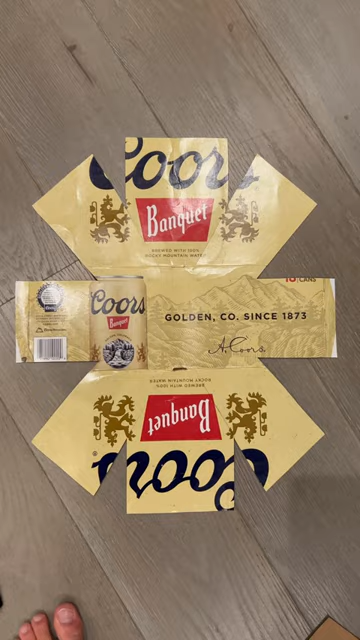 Coors
Banquet
BREWED WITH 100%
ROCKY MOUNTAIN WATER
CANS
Coors
Banquet
GOLDEN, CO. SINCE 1873
A. Coors
BREWED WITH 100%
ROCKY MOUNTAIN WATER
Banquet
Coors